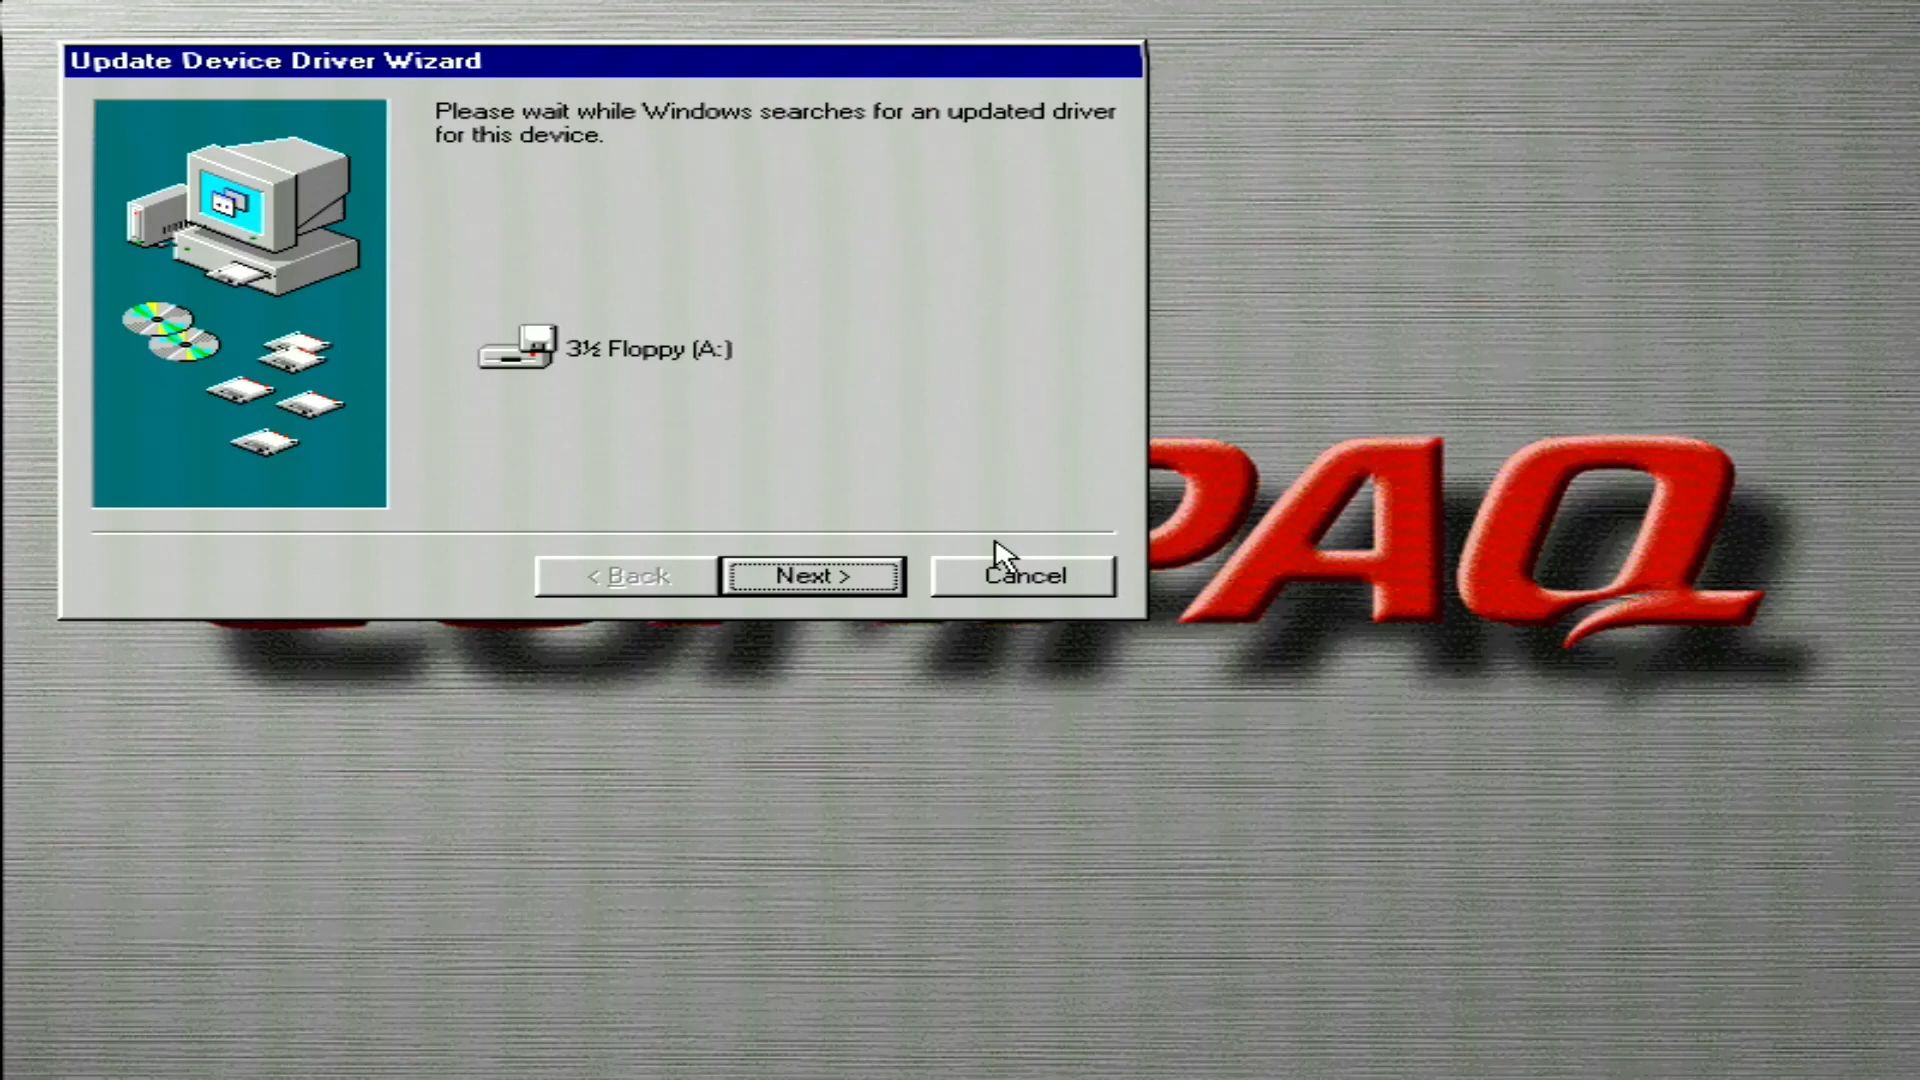 Update Device Driver Wizard
Please wait while Windows searches for an updated driver
for this device.
3½ Floppy (A:)
< Back
Next >
Cancel
PAQ